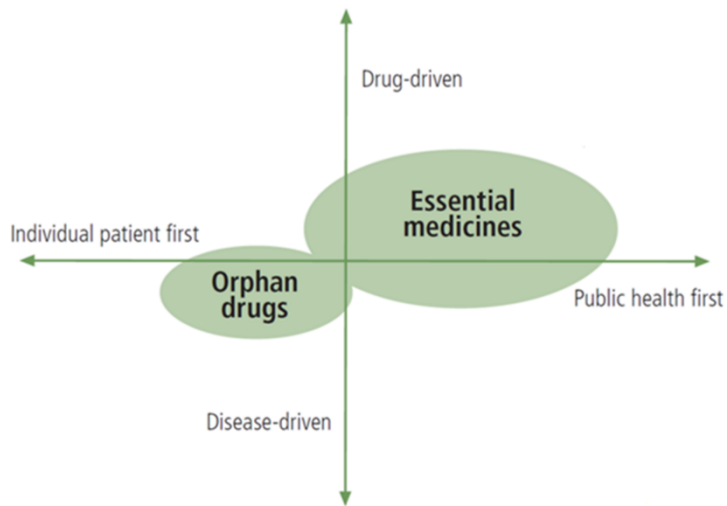 Drug-driven
Essential
medicines
Individual patient first
Orphan
drugs
Public health first
Disease-driven